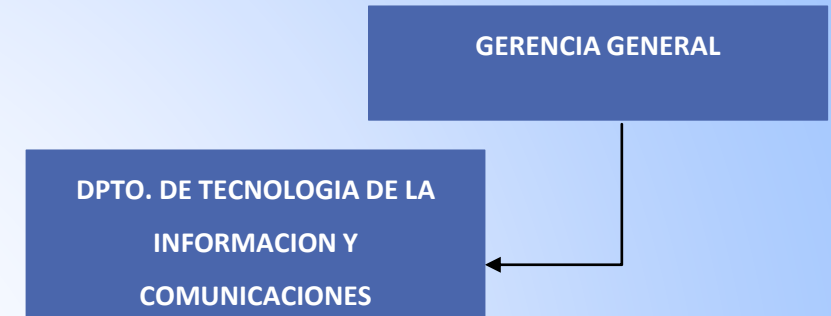 GERENCIA GENERAL
DPTO. DE TECNOLOGIA DE LA
INFORMACION Y
COMUNICACIONES